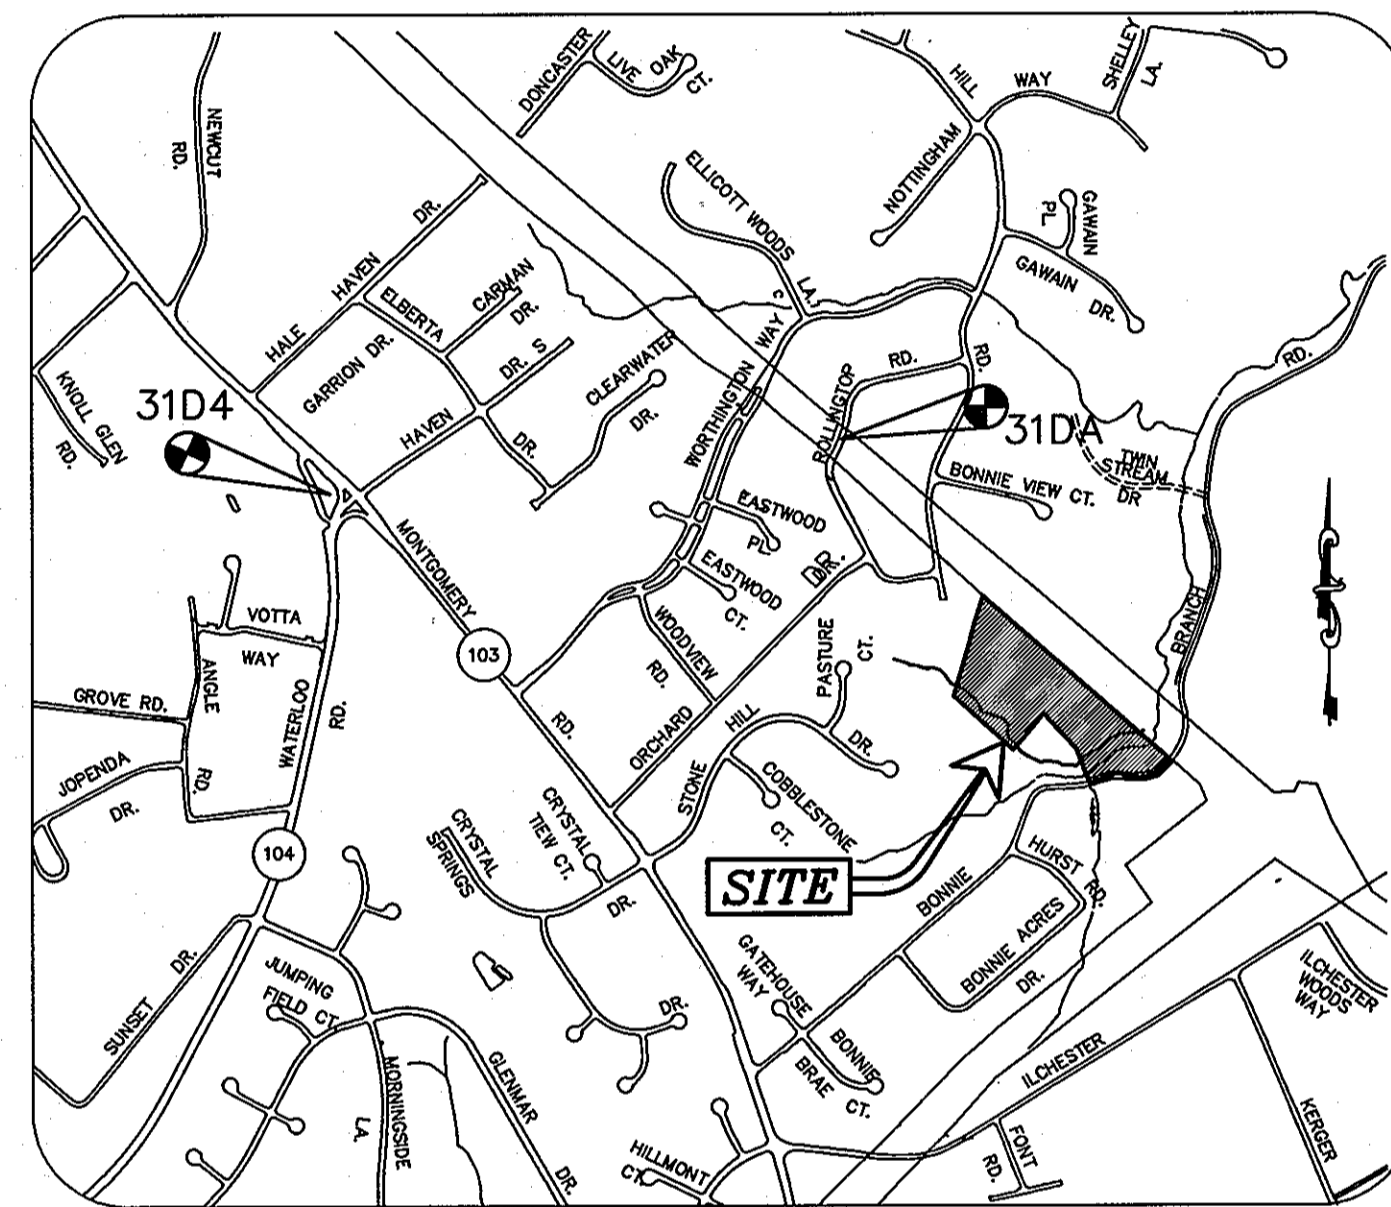 DONCASTER
LIVE OAK
CT.
HILL
WAY
SHELLEY
LA.
NEWCUT
RD.
NOTTINGHAM
ELLICOTT WOODS
LA.
GAWAIN
PL.
GAWAIN
DR.
HALE HAVEN
DR.
ELBERTA
CARMAN
DR.
GARRION DR.
HAVEN
DR. S
DR.
CLEARWATER
DR.
WORTHINGTON WAY
ROLLINGTOP
RD.
RD.
RD.
KNOLL GLEN
RD.
31D4
31DA
TWIN
STREAM
DR
BONNIE VIEW CT.
EASTWOOD
PL.
EASTWOOD
CT.
DR.
MONTGOMERY
103
RD.
WOODVIEW
RD.
ORCHARD
PASTURE
CT.
BRANCH
VOTTA
WAY
ANGLE
RD.
GROVE RD.
WATERLOO
RD.
JOPENDA
DR.
104
STONE
HILL
DR.
COBBLESTONE
CT.
CRYSTAL
TIEW CT.
CRYSTAL
SPRINGS
DR.
DR.
SITE
BONNIE
HURST RD.
BONNIE ACRES
DR.
GATEHOUSE
WAY
BONNIE
BRAE CT.
ILCHESTER
ILCHESTER
WOODS
WAY
KERGER
SUNSET
DR.
JUMPING
FIELD CT.
MORNINGSIDE
LA.
GLENMAR
DR.
HILLMONT
CT.
FONT
RD.